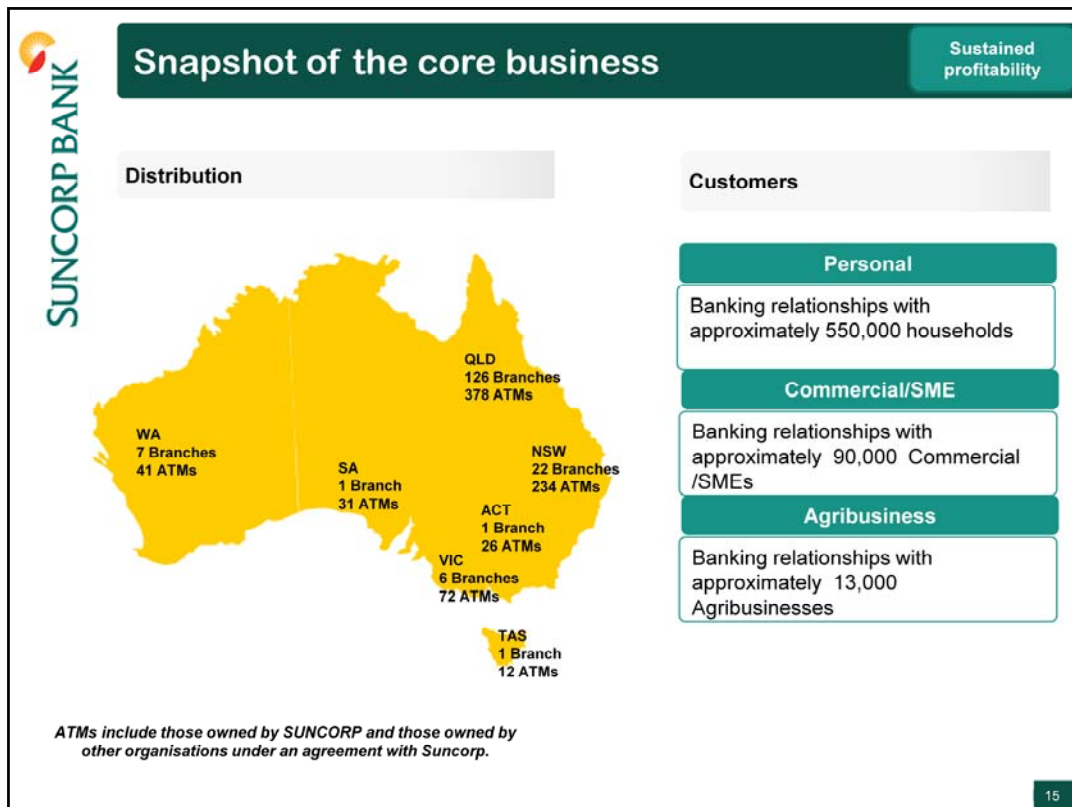 SUNCORP BANK
Snapshot of the core business
Sustained
profitability
Distribution
QLD
126 Branches
378 ATMs
WA
7 Branches
41 ATMs
NSW
22 Branches
234 ATMs
SA
1 Branch
31 ATMs
ACT
1 Branch
26 ATMs
VIC
6 Branches
72 ATMs
TAS
1 Branch
12 ATMs
ATMs include those owned by SUNCORP and those owned by
other organisations under an agreement with Suncorp.
Customers
Personal
Banking relationships with
approximately 550,000 households
Commercial/SME
Banking relationships with
approximately 90,000 Commercial
/SMEs
Agribusiness
Banking relationships with
approximately 13,000
Agribusinesses
15